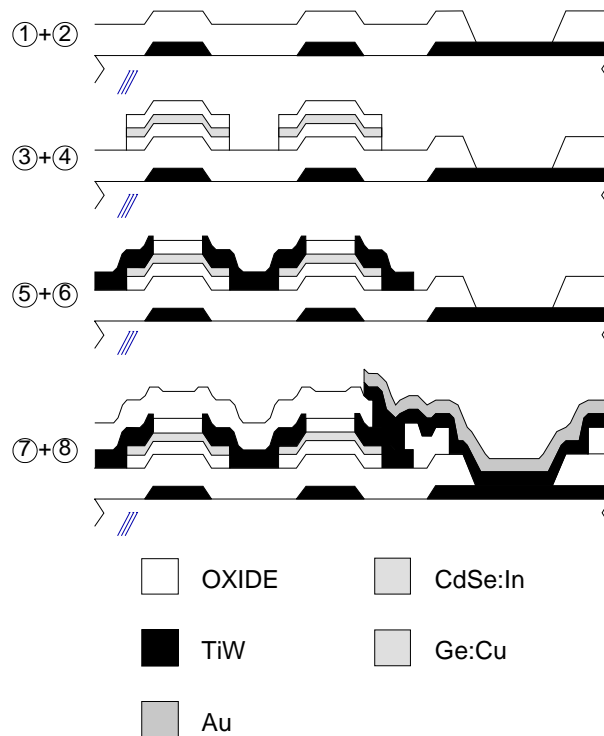 ①+②
③+④
⑤+⑥
⑦+⑧
OXIDE
CdSe:In
TiW
Ge:Cu
Au